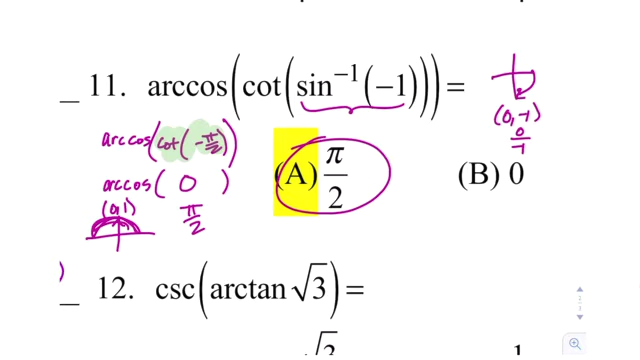 _ 11. arccos(cot(sin⁻¹(−1))) =
(0, -1)
0/-1
arccos(cot(-π/2))
arccos( 0 )
(0,1) π/2
(A) π/2 (B) 0
)
_ 12. csc(arctan √3) =